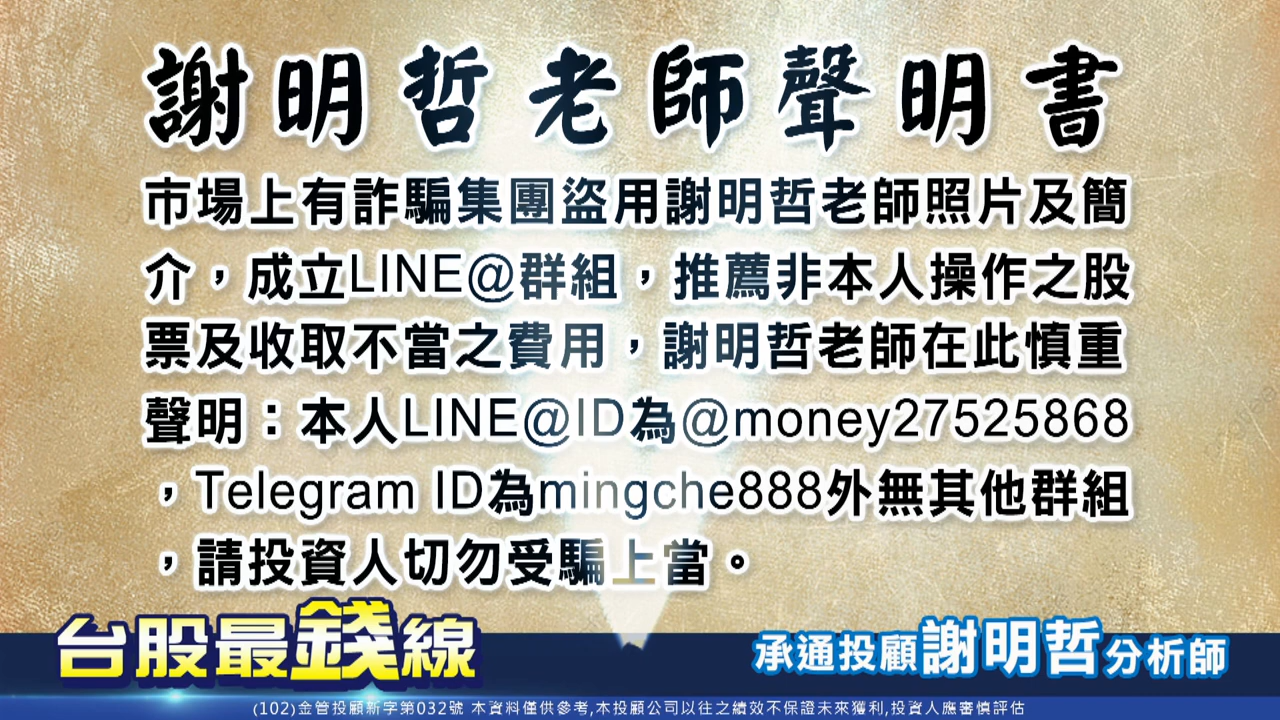 謝明哲老師聲明書
市場上有詐騙集團盜用謝明哲老師照片及簡
介，成立LINE@群組，推薦非本人操作之股
票及收取不當之費用，謝明哲老師在此慎重
聲明：本人LINE@ID為@money27525868
，Telegram ID為mingche888外無其他群組
，請投資人切勿受騙上當。
台股最錢線
承通投顧謝明哲分析師
(102)金管投顧新字第032號 本資料僅供參考,本投顧公司以往之績效不保證未來獲利,投資人應審慎評估